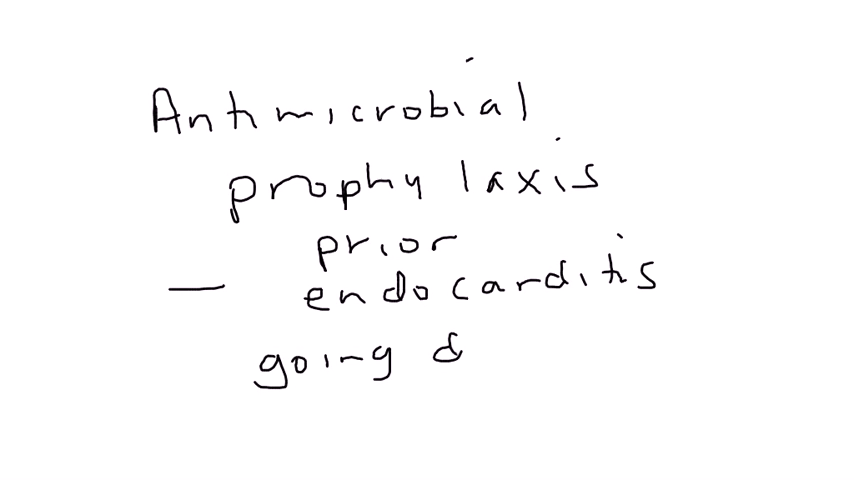 Antimicrobial
prophylaxis
prior
— endocarditis
going d